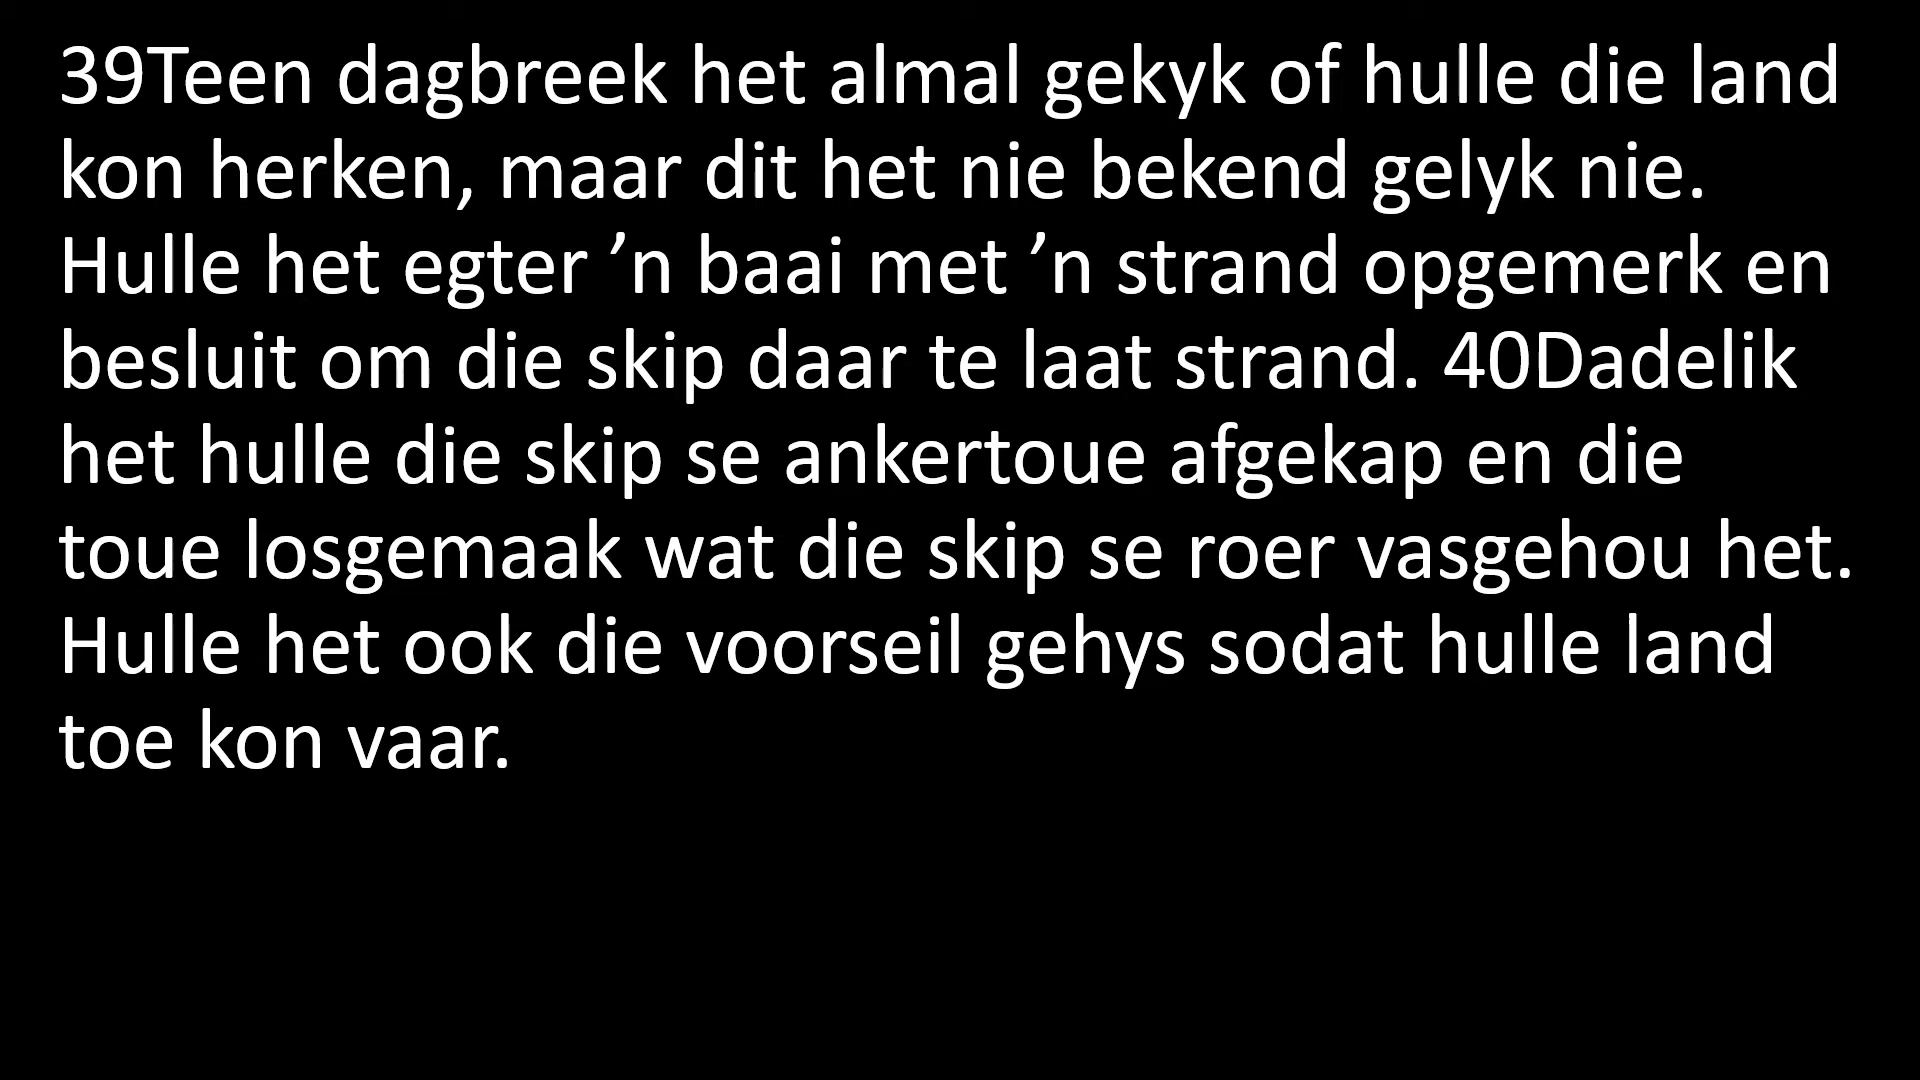 39Teen dagbreek het almal gekyk of hulle die land
kon herken, maar dit het nie bekend gelyk nie.
Hulle het egter ’n baai met ’n strand opgemerk en
besluit om die skip daar te laat strand. 40Dadelik
het hulle die skip se ankertoue afgekap en die
toue losgemaak wat die skip se roer vasgehou het.
Hulle het ook die voorseil gehys sodat hulle land
toe kon vaar.